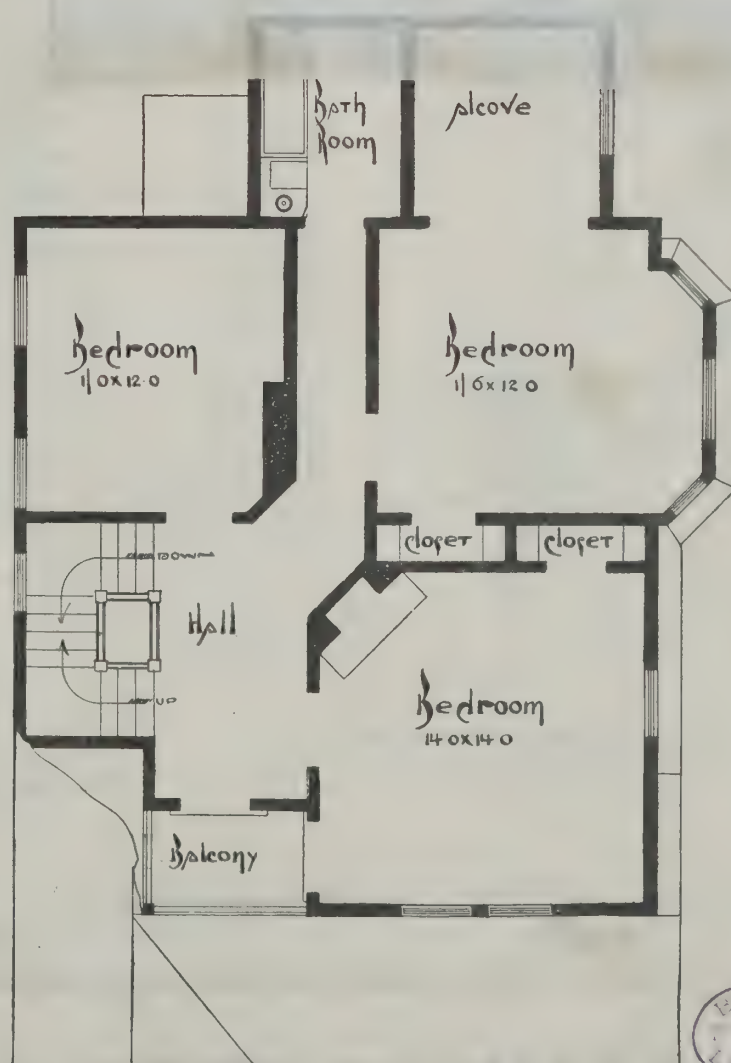 Bath
Room
Alcove
Bedroom
11 0 x 12·0
Bedroom
11 6 x 12 0
Closet
Closet
DOWN
Hall
UP
Bedroom
14 0 x 14 0
Balcony